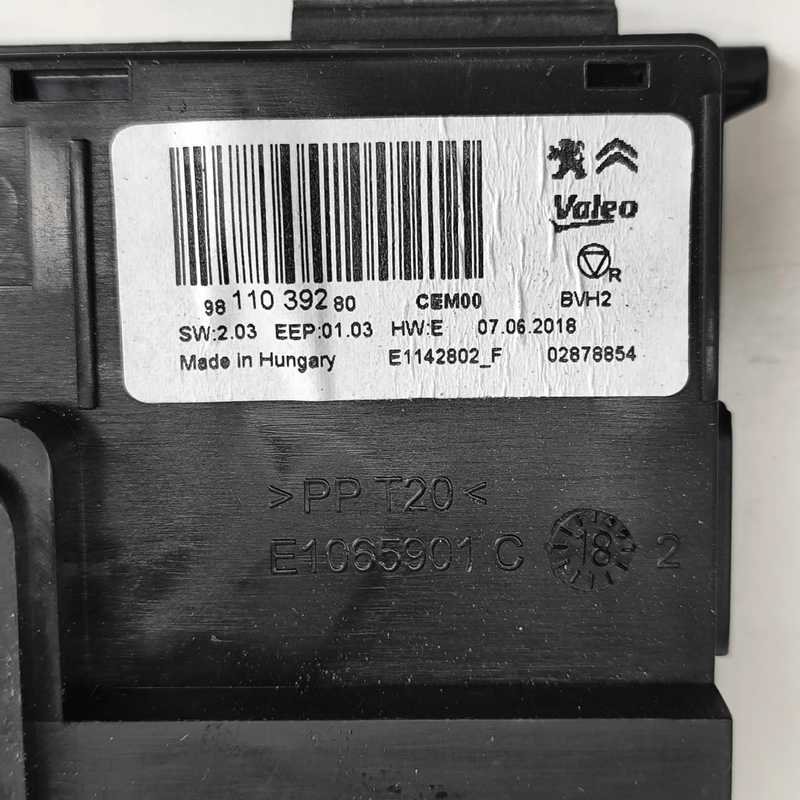 Valeo
R
98 110 392 80 CEM00 BVH2
SW:2.03 EEP:01.03 HW:E 07.06.2018
Made in Hungary E1142802_F 02878854
>PP T20<
E1065901 C 18 2